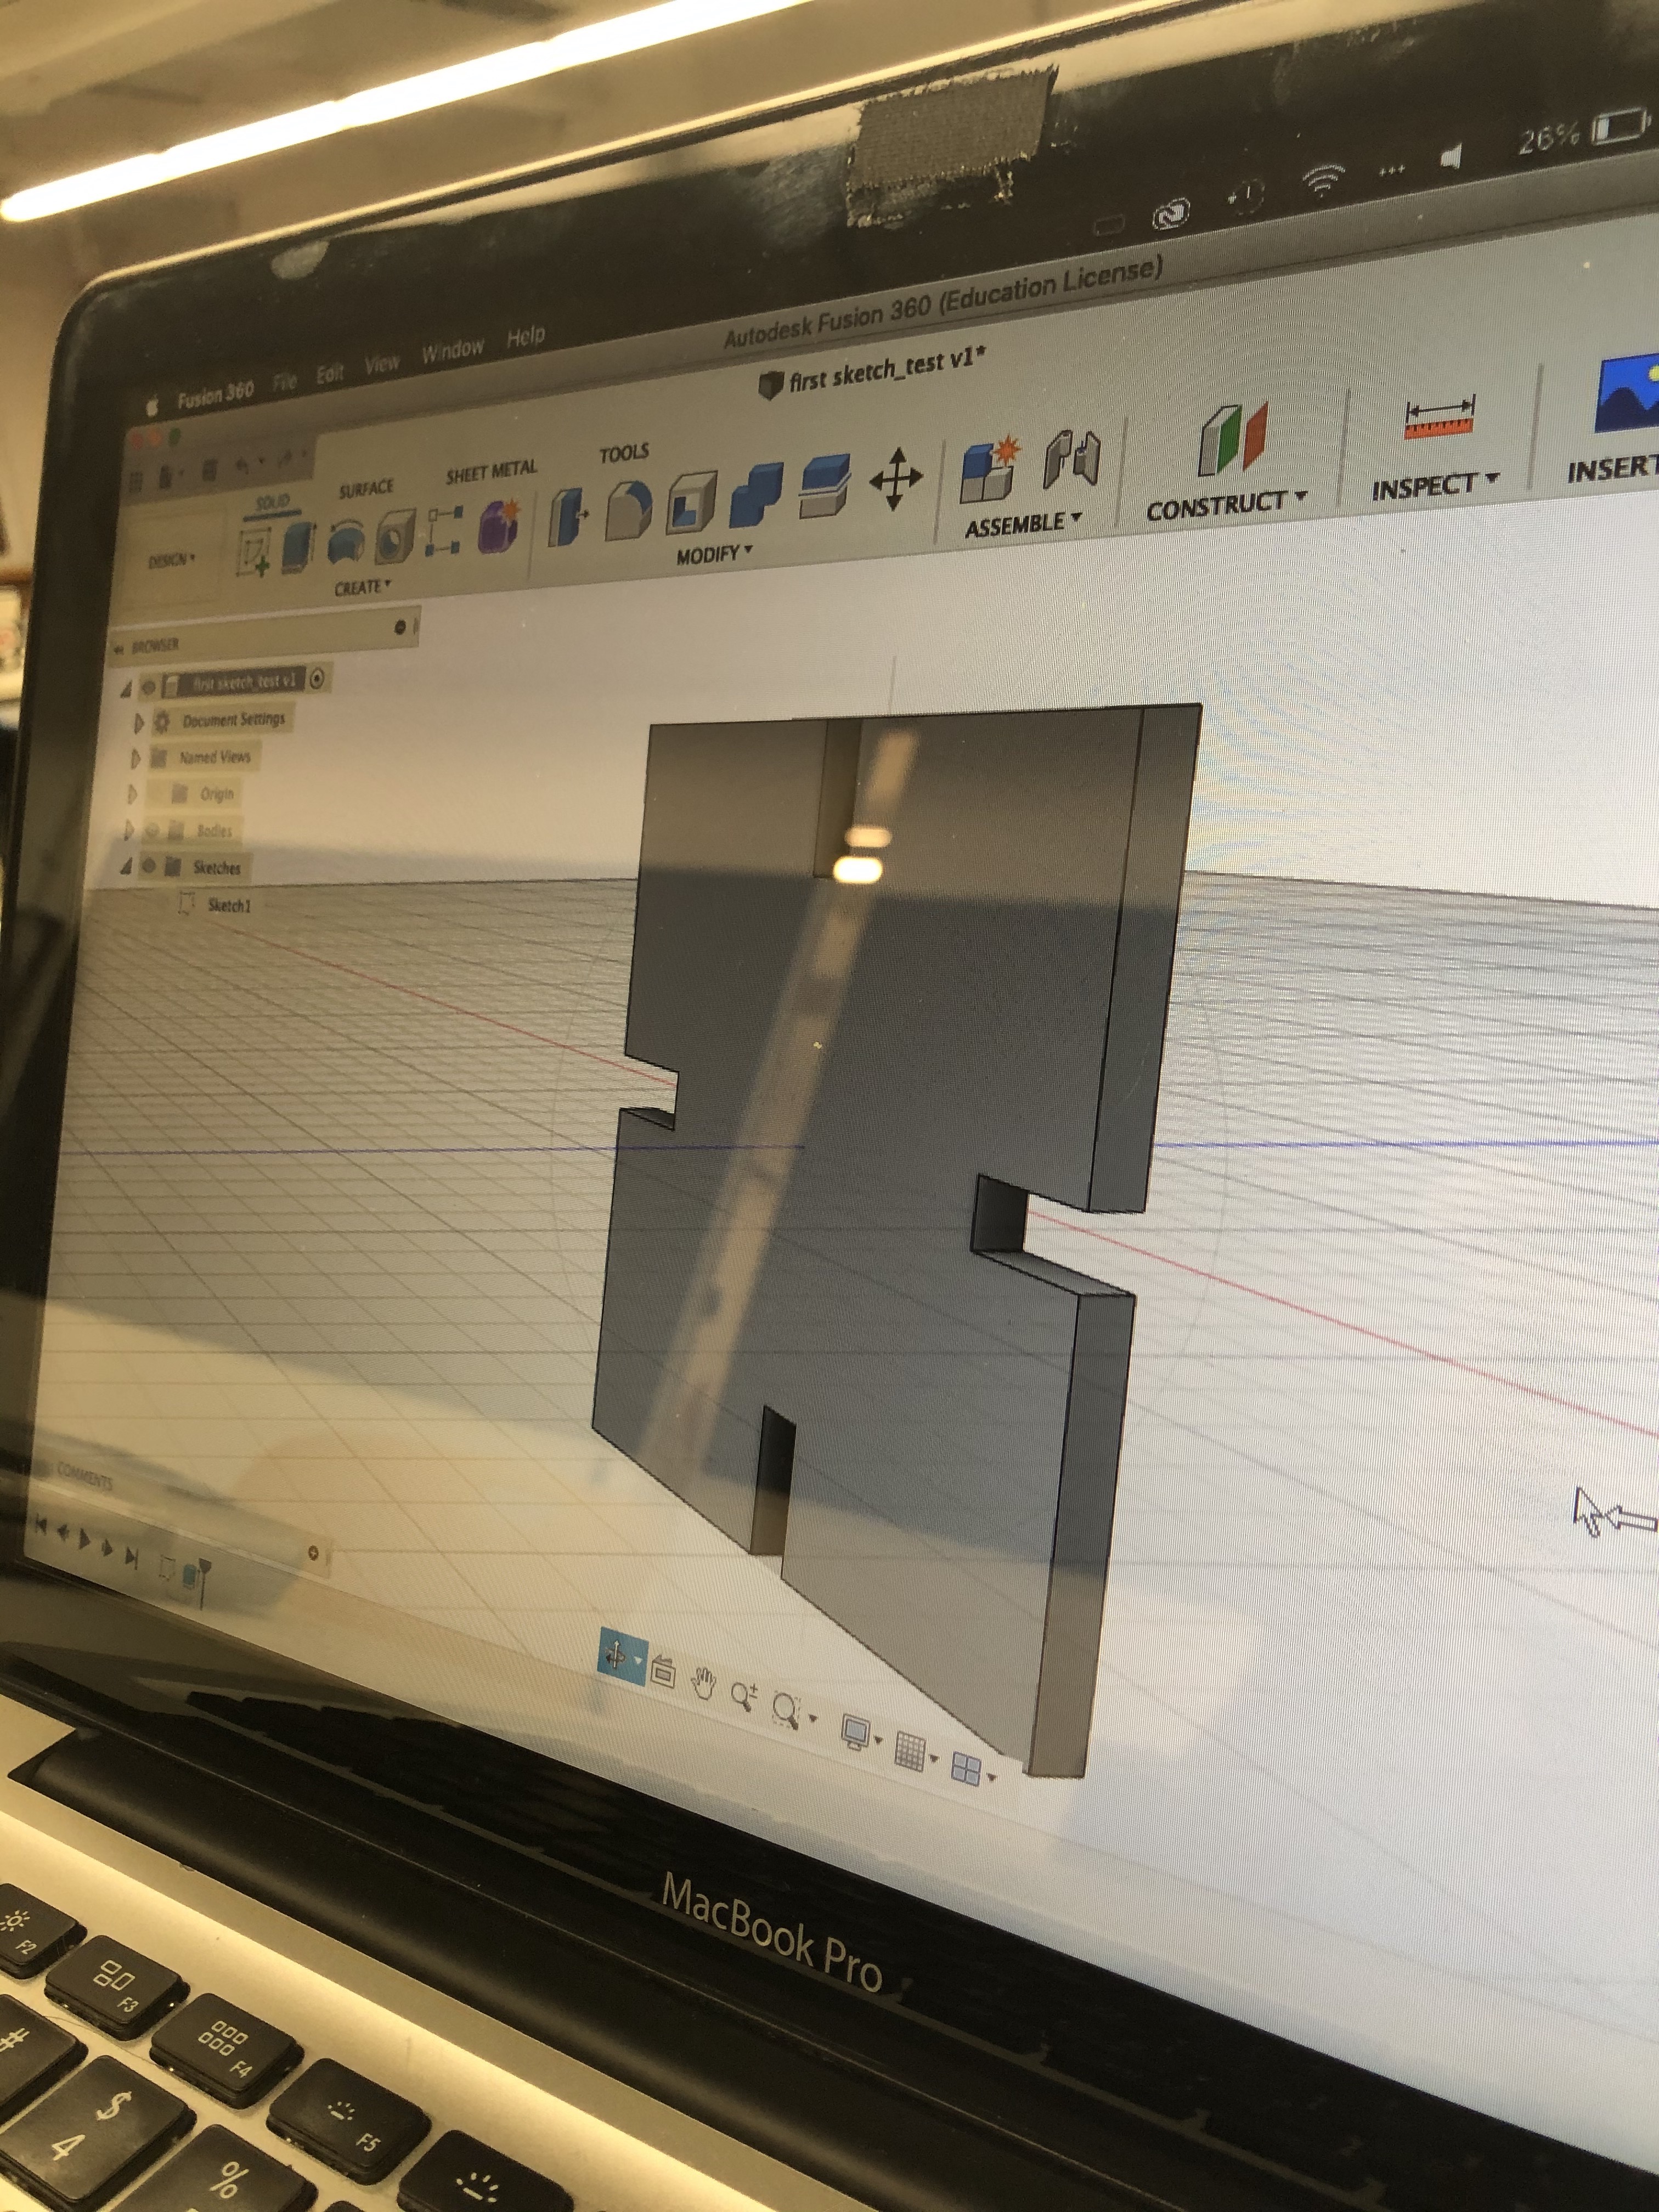 26%
Fusion 360 File Edit View Window Help
Autodesk Fusion 360 (Education License)
first sketch_test v1*
SOLID SURFACE SHEET METAL TOOLS
DESIGN
CREATE
MODIFY
ASSEMBLE
CONSTRUCT
INSPECT
INSERT
BROWSER
first sketch_test v1
Document Settings
Named Views
Origin
Bodies
Sketches
Sketch1
COMMENTS
MacBook Pro
F2
F3
F4
F5
#
$
4
%